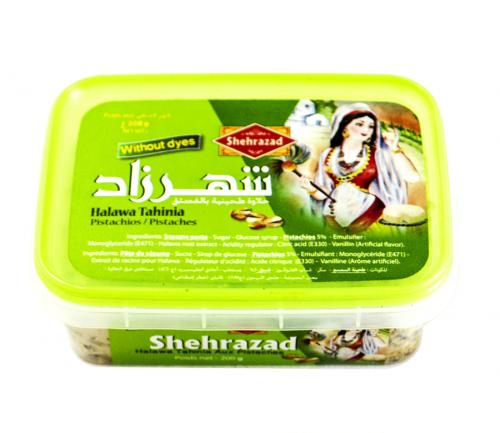 200 g
Without dyes
Shehrazad
شهرزاد
حلاوة طحينية بالفستق
Halawa Tahinia
Pistachios / Pistaches
Ingredients: Sesame paste - Sugar - Glucose syrup - Pistachios 5% - Emulsifier :
Monoglyceride (E471) - Halawa root extract - Acidity regulator : Citric acid (E330) - Vanillin (Artificial flavor).
Ingrédients: Pâte de sésame - Sucre - Sirop de glucose - Pistaches 5% - Emulsifiant : Monoglycéride (E471) -
Extrait de racine pour Halawa - Régulateur d'acidité : Acide citrique (E330) - Vanilline (Arôme artificiel).
Shehrazad
Halawa Tahinia Aux Pistaches
Poids net - 200 g